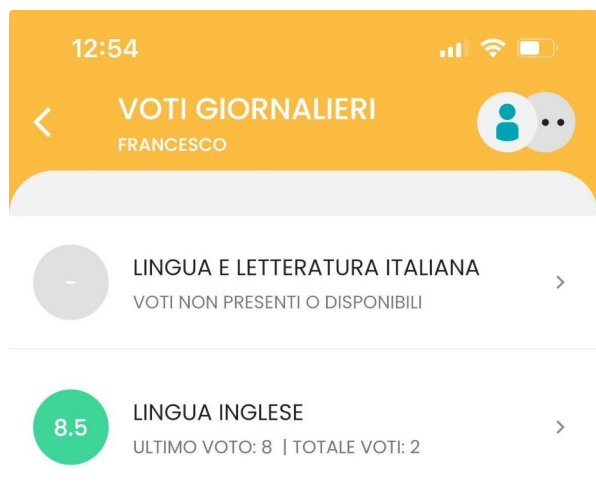 12:54
VOTI GIORNALIERI
FRANCESCO
-
LINGUA E LETTERATURA ITALIANA
VOTI NON PRESENTI O DISPONIBILI
8.5
LINGUA INGLESE
ULTIMO VOTO: 8 | TOTALE VOTI: 2